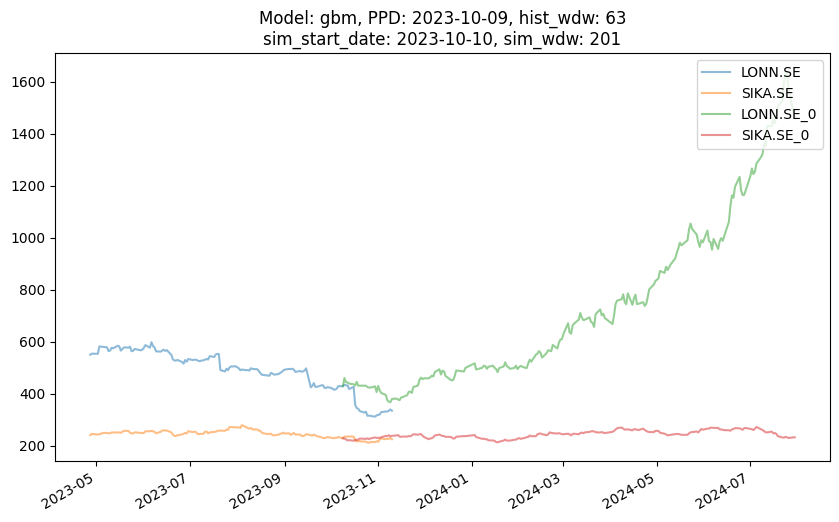 Model: gbm, PPD: 2023-10-09, hist_wdw: 63
sim_start_date: 2023-10-10, sim_wdw: 201
LONN.SE
SIKA.SE
LONN.SE_0
SIKA.SE_0
1600
1400
1200
1000
800
600
400
200
2023-05
2023-07
2023-09
2023-11
2024-01
2024-03
2024-05
2024-07